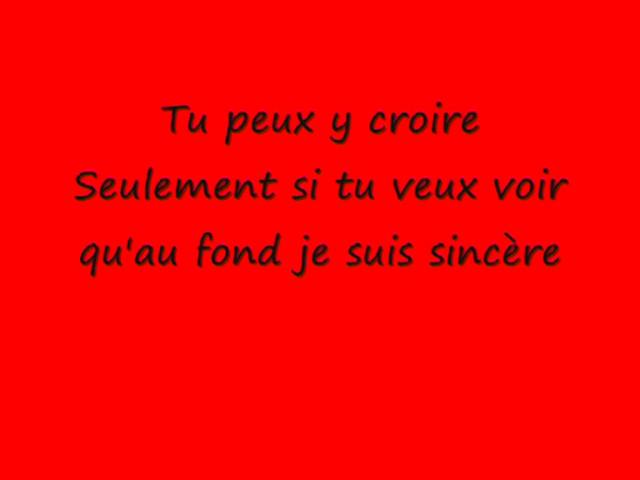 Tu peux y croire
Seulement si tu veux voir
qu'au fond je suis sincère